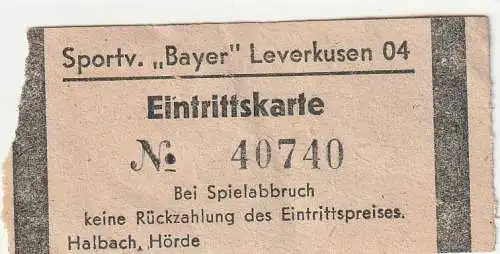 Sportv. „Bayer" Leverkusen 04
Eintrittskarte
№ 40740
Bei Spielabbruch
keine Rückzahlung des Eintrittspreises.
Halbach, Hörde